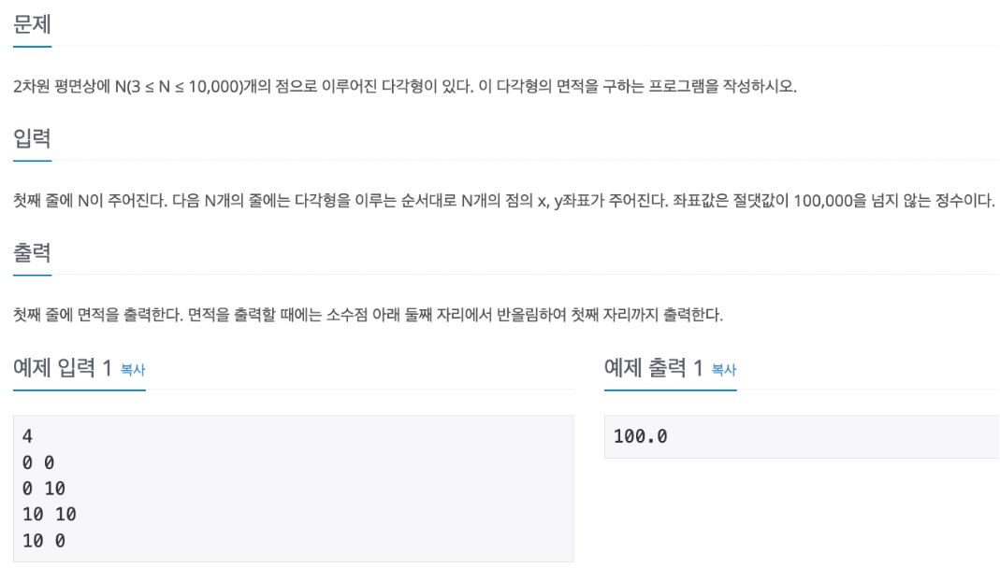 문제
2차원 평면상에 N(3 ≤ N ≤ 10,000)개의 점으로 이루어진 다각형이 있다. 이 다각형의 면적을 구하는 프로그램을 작성하시오.
입력
첫째 줄에 N이 주어진다. 다음 N개의 줄에는 다각형을 이루는 순서대로 N개의 점의 x, y좌표가 주어진다. 좌표값은 절댓값이 100,000을 넘지 않는 정수이다.
출력
첫째 줄에 면적을 출력한다. 면적을 출력할 때에는 소수점 아래 둘째 자리에서 반올림하여 첫째 자리까지 출력한다.
예제 입력 1 복사
4
0 0
0 10
10 10
10 0
예제 출력 1 복사
100.0